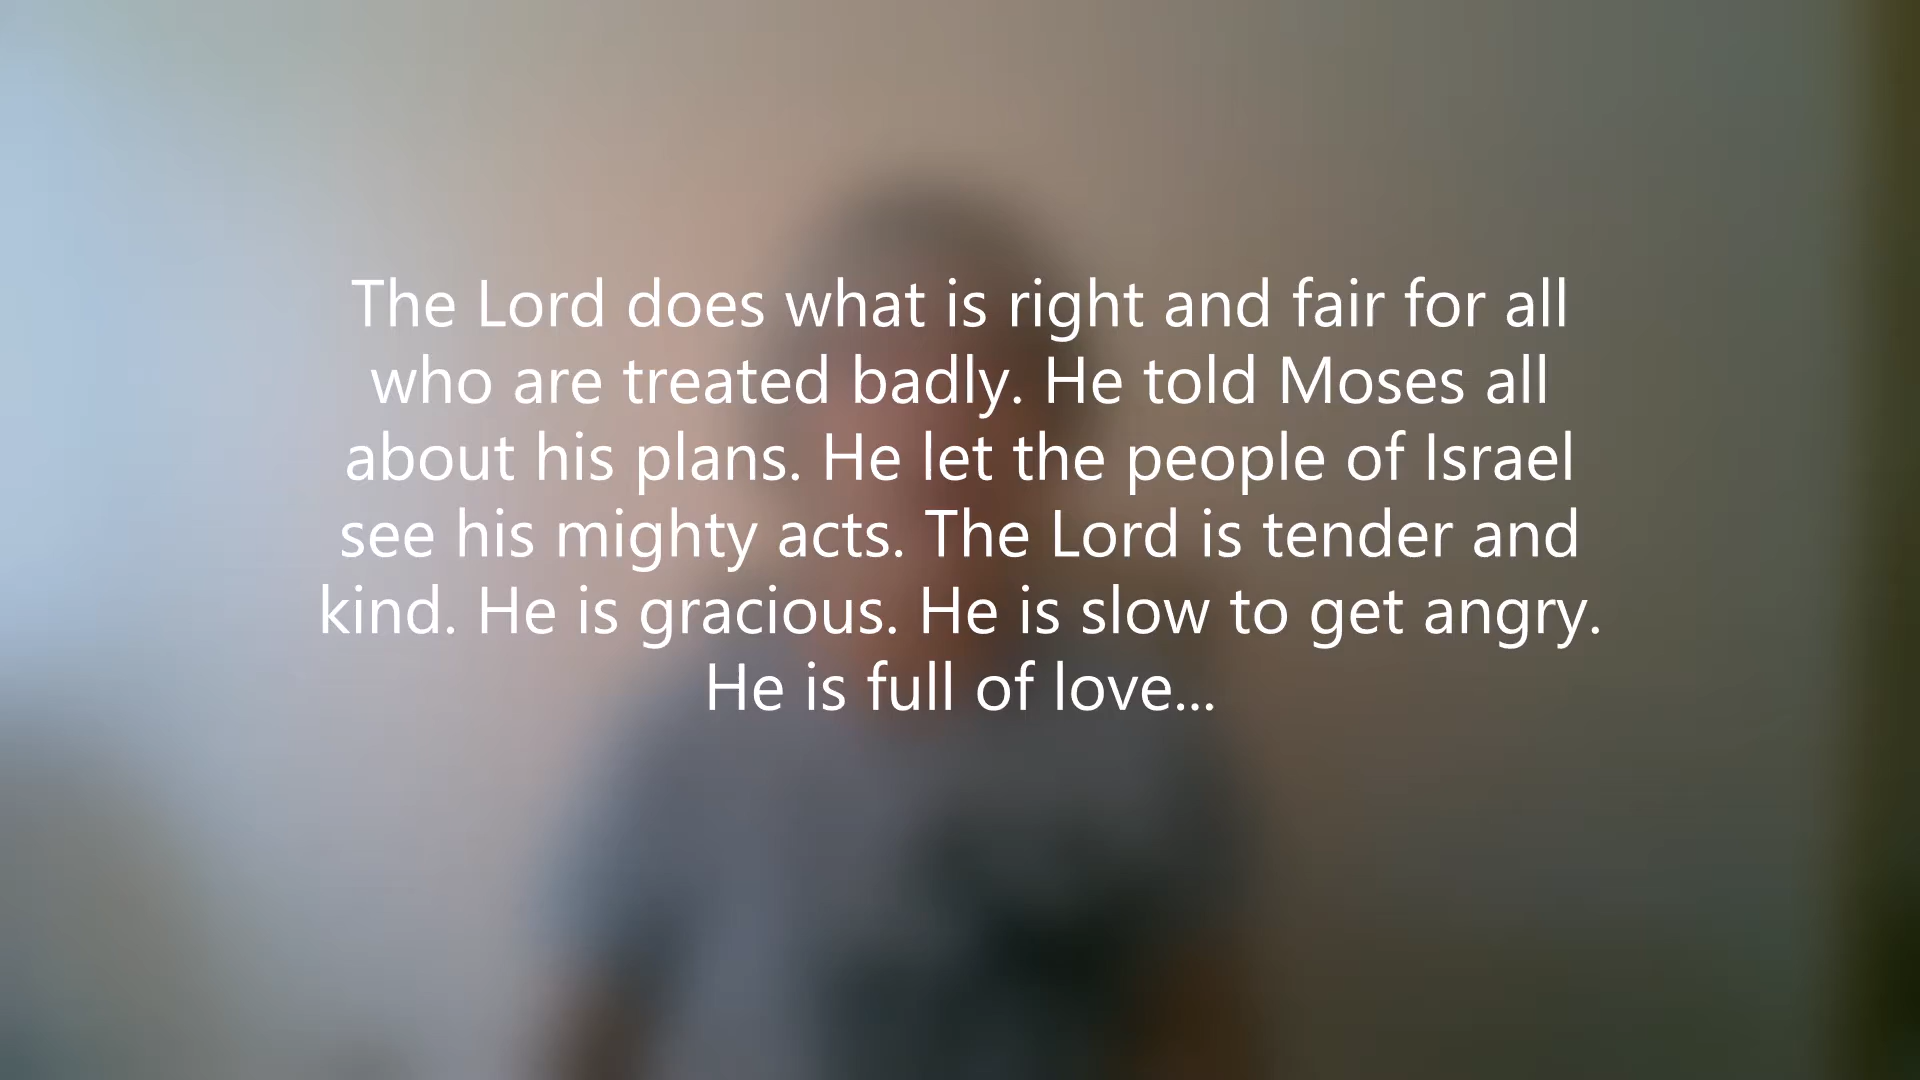 The Lord does what is right and fair for all
who are treated badly. He told Moses all
about his plans. He let the people of Israel
see his mighty acts. The Lord is tender and
kind. He is gracious. He is slow to get angry.
He is full of love...